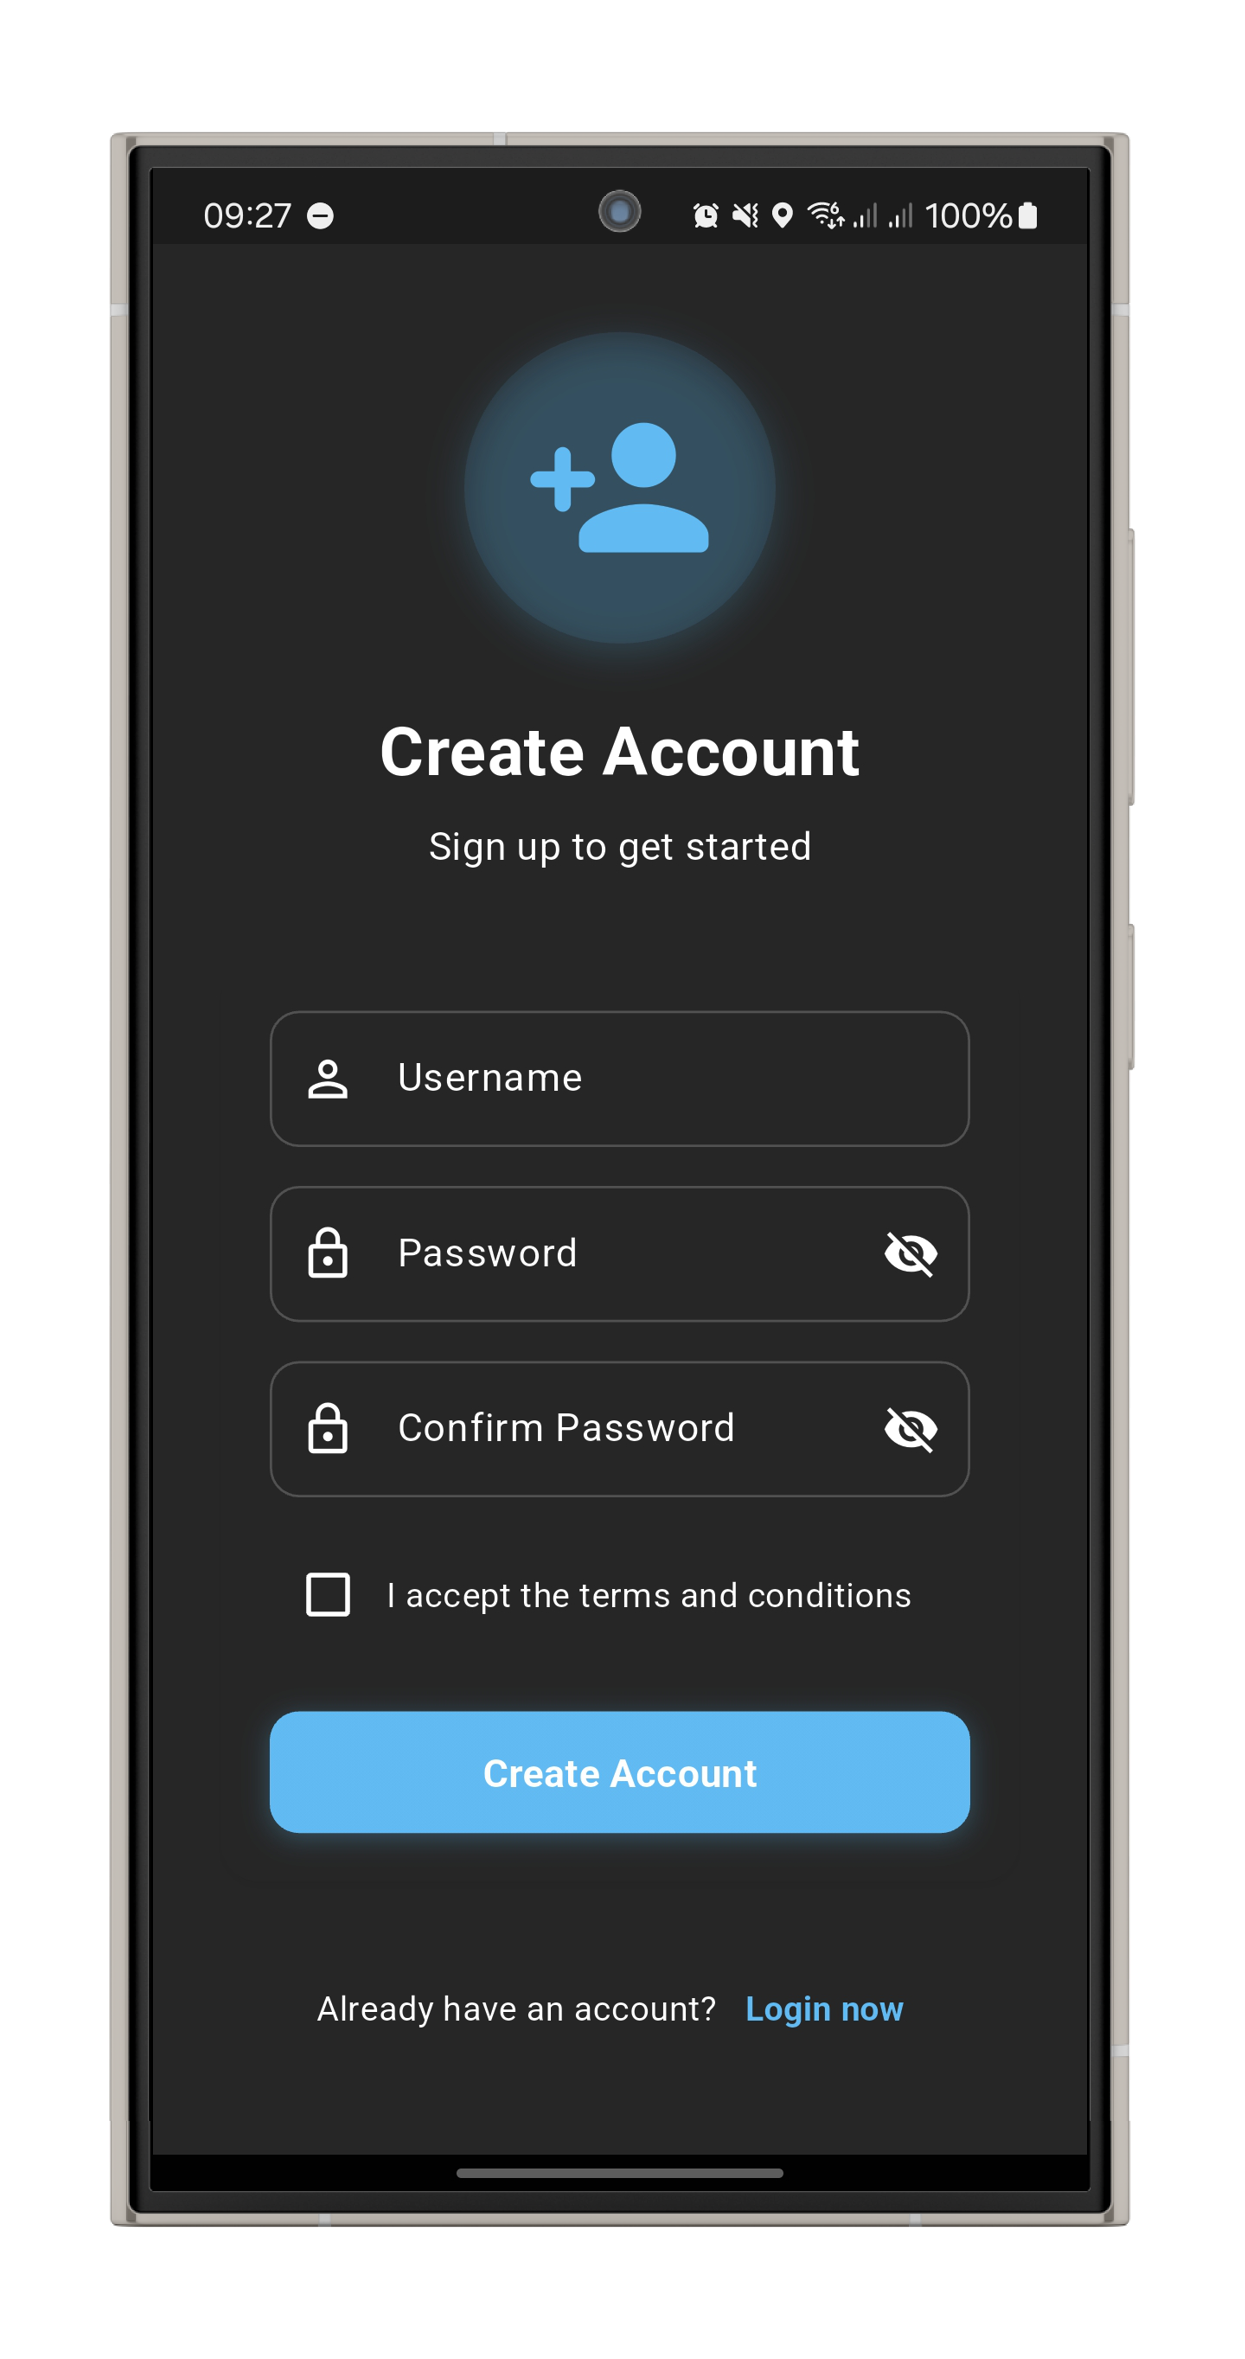 09:27 100%
Create Account
Sign up to get started
Username
Password
Confirm Password
I accept the terms and conditions
Create Account
Already have an account? Login now